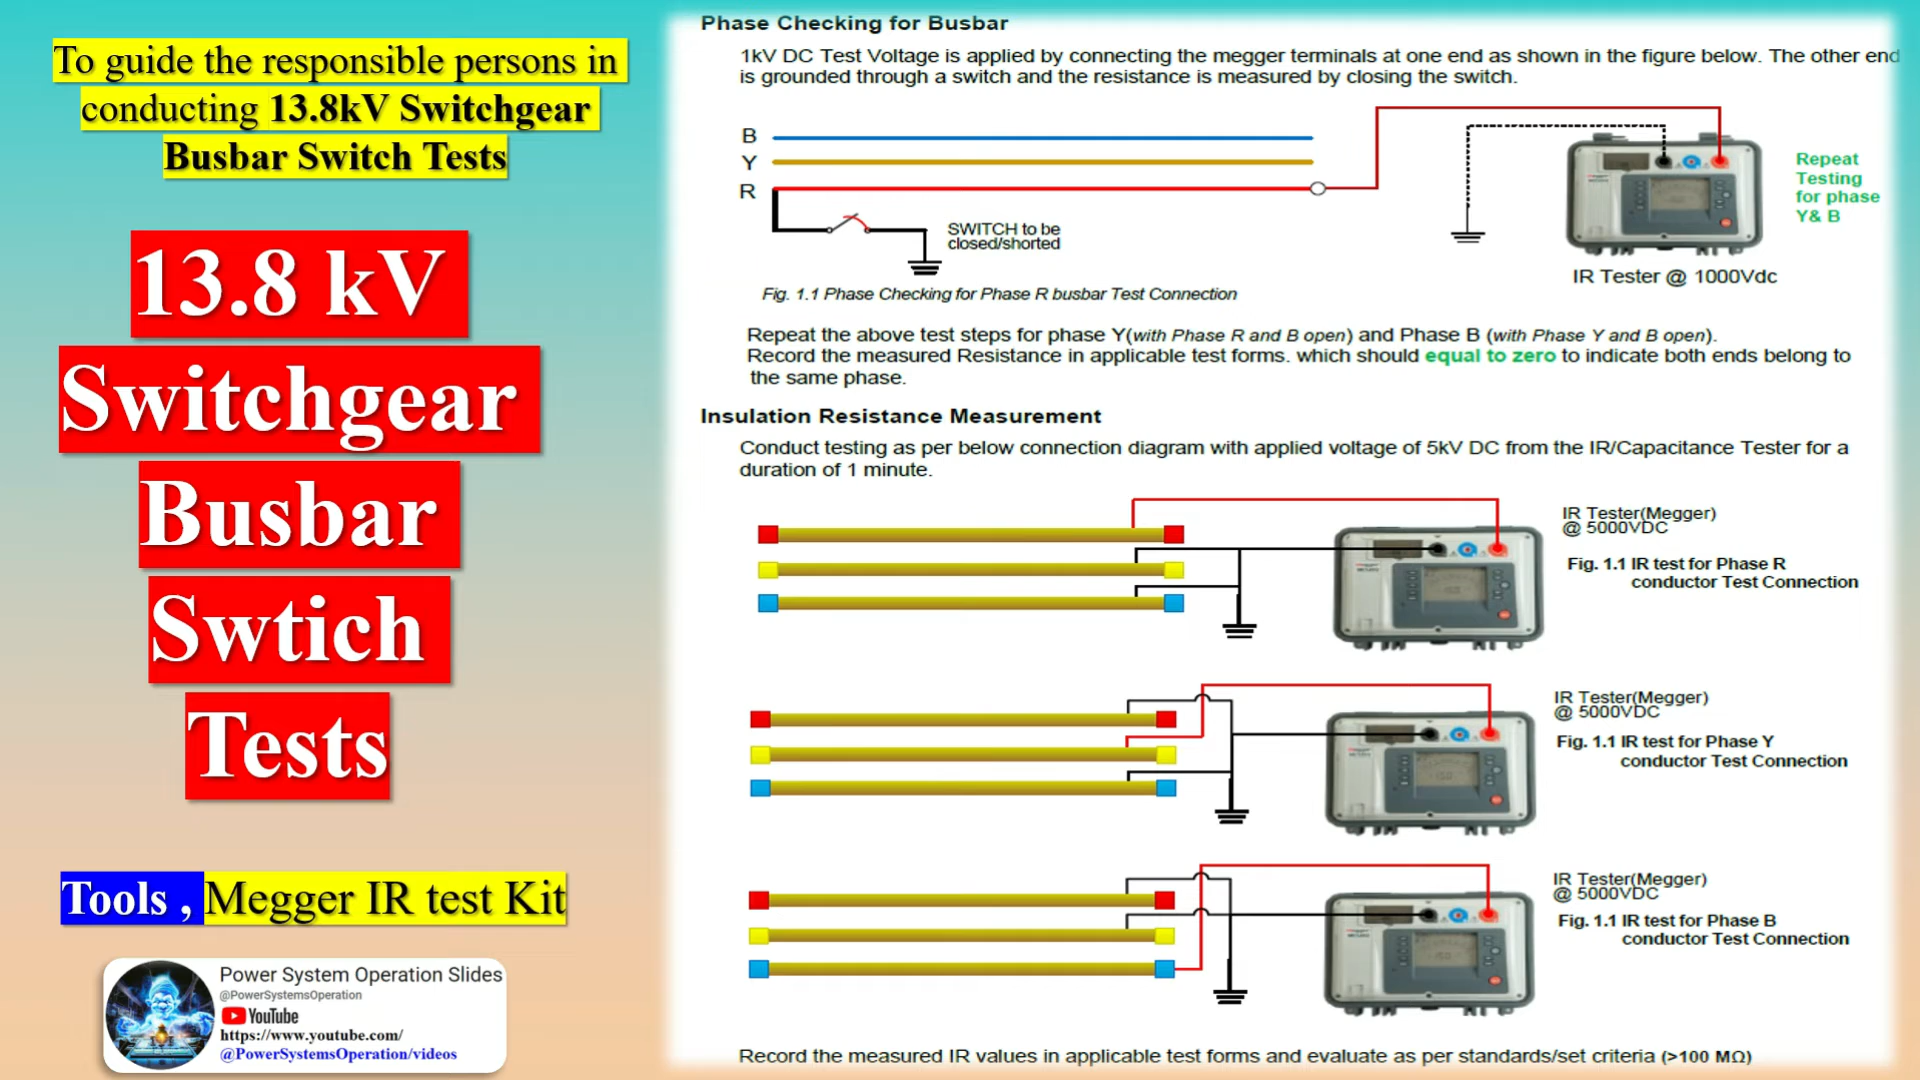 To guide the responsible persons in
conducting 13.8kV Switchgear
Busbar Switch Tests
13.8 kV
Switchgear
Busbar
Swtich
Tests
Tools , Megger IR test Kit
Power System Operation Slides
@PowerSystemsOperation
YouTube
https://www.youtube.com/
@PowerSystemsOperation/videos
Phase Checking for Busbar
1kV DC Test Voltage is applied by connecting the megger terminals at one end as shown in the figure below. The other end
is grounded through a switch and the resistance is measured by closing the switch.
B
Y
R
SWITCH to be
closed/shorted
Repeat
Testing
for phase
Y& B
IR Tester @ 1000Vdc
Fig. 1.1 Phase Checking for Phase R busbar Test Connection
Repeat the above test steps for phase Y(with Phase R and B open) and Phase B (with Phase Y and B open).
Record the measured Resistance in applicable test forms. which should equal to zero to indicate both ends belong to
the same phase.
Insulation Resistance Measurement
Conduct testing as per below connection diagram with applied voltage of 5kV DC from the IR/Capacitance Tester for a
duration of 1 minute.
IR Tester(Megger)
@ 5000VDC
Fig. 1.1 IR test for Phase R
conductor Test Connection
IR Tester(Megger)
@ 5000VDC
Fig. 1.1 IR test for Phase Y
conductor Test Connection
IR Tester(Megger)
@ 5000VDC
Fig. 1.1 IR test for Phase B
conductor Test Connection
Record the measured IR values in applicable test forms and evaluate as per standards/set criteria (>100 MΩ)